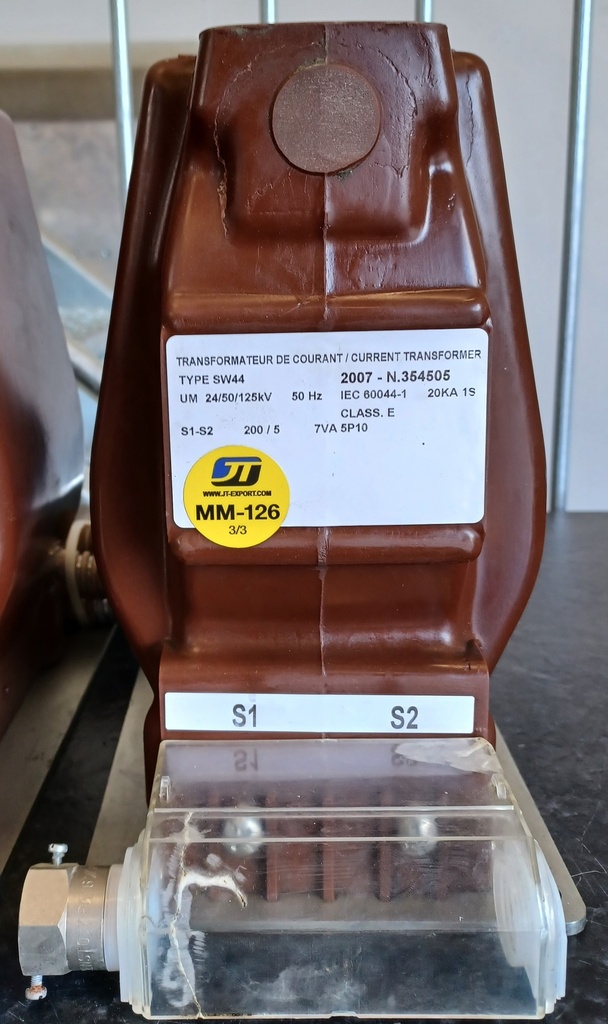 TRANSFORMATEUR DE COURANT / CURRENT TRANSFORMER
TYPE SW44 2007 - N.354505
UM 24/50/125kV 50 Hz IEC 60044-1 20KA 1S
CLASS. E
S1-S2 200 / 5 7VA 5P10
JT
WWW.JT-EXPORT.COM
MM-126
3/3
S1 S2